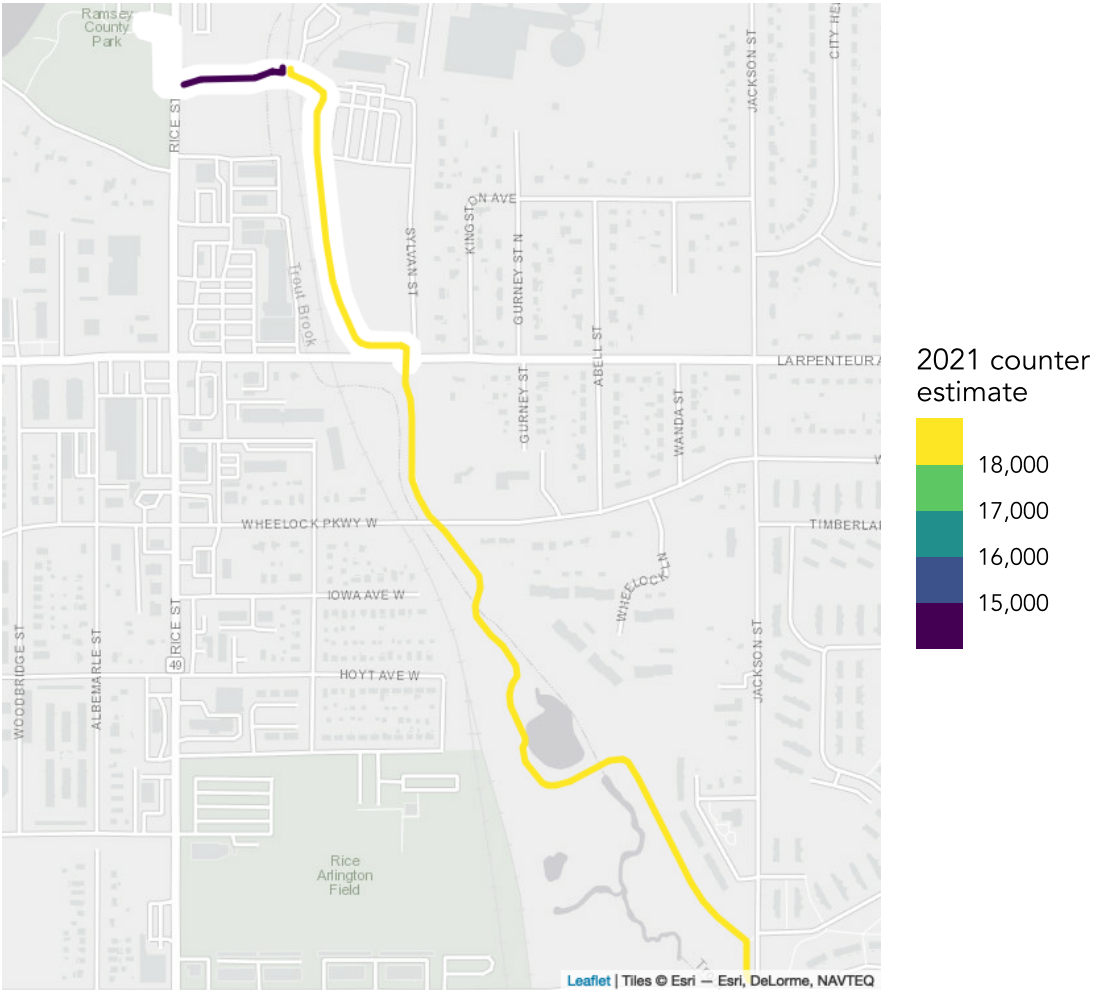 Ramsey
County
Park
RICE ST
JACKSON ST
KINGSTON AVE
SYLVAN ST
GURNEY ST N
Trout Brook
ABELL ST
LARPENTEUR A
GURNEY ST
WANDA ST
WHEELOCK PKWY W
W
TIMBERLA
IOWA AVE W
WHEELOCK LN
RICE ST
49
HOYT AVE W
WOODBRIDGE ST
ALBEMARLE ST
JACKSON ST
Rice
Arlington
Field
Leaflet | Tiles © Esri — Esri, DeLorme, NAVTEQ
2021 counter
estimate
18,000
17,000
16,000
15,000